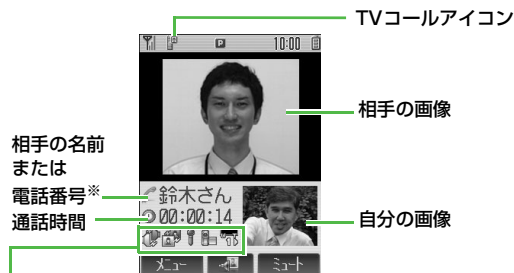 TVコールアイコン
10:00
相手の画像
相手の名前
または
電話番号※
通話時間
鈴木さん
00:00:14
自分の画像
メニュー
ミュート